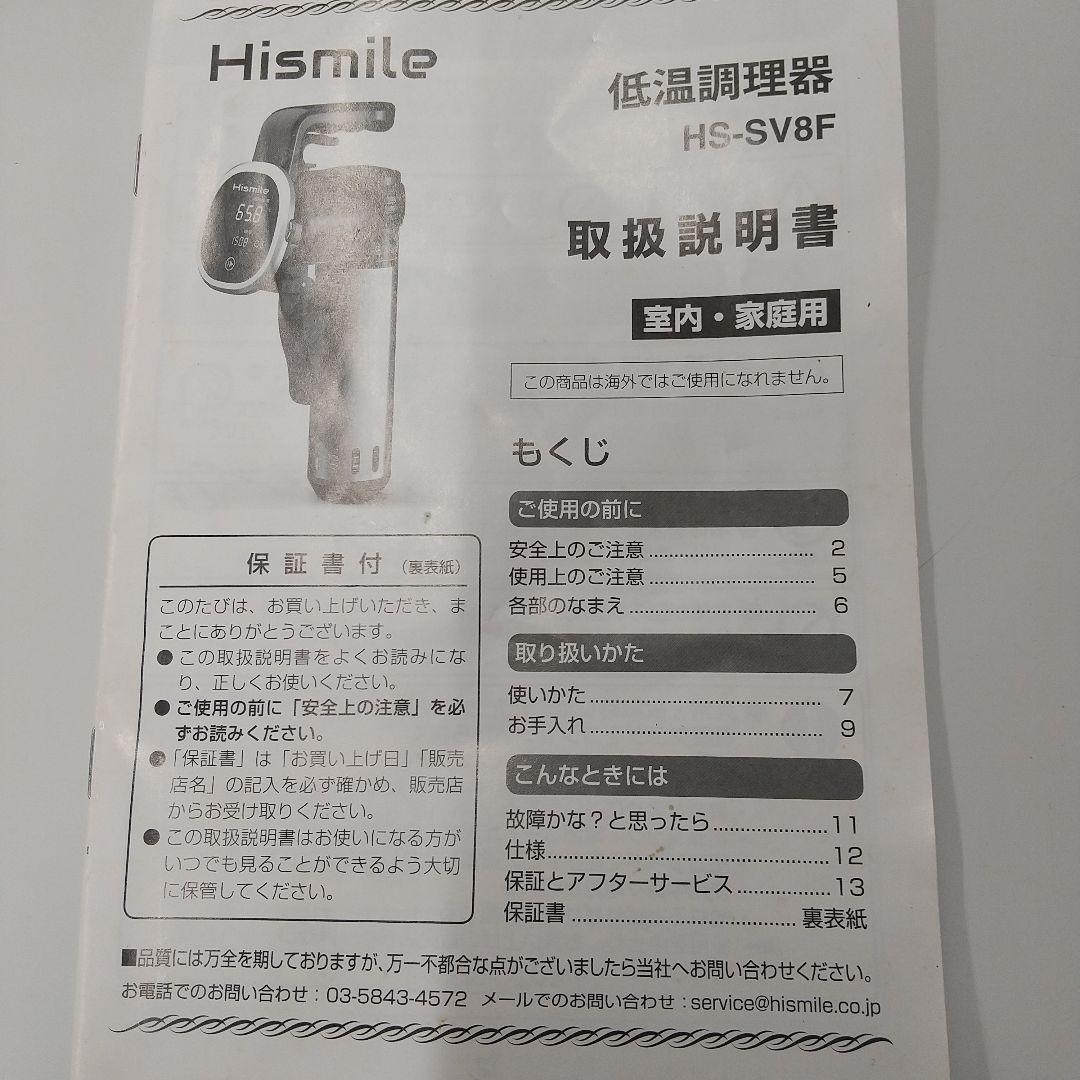 Hismile
低温調理器
HS-SV8F
Hismile
65.8
取扱説明書
室内・家庭用
この商品は海外ではご使用になれません。
もくじ
ご使用の前に
安全上のご注意 .............................. 2
使用上のご注意 .............................. 5
各部のなまえ .................................. 6
取り扱いかた
使いかた ......................................... 7
お手入れ ......................................... 9
こんなときには
故障かな?と思ったら.....................11
仕様...................................................12
保証とアフターサービス.................13
保証書 ........................................ 裏表紙
保証書付(裏表紙)
このたびは、お買い上げいただき、ま
ことにありがとうございます。
● この取扱説明書をよくお読みにな
り、正しくお使いください。
● ご使用の前に「安全上の注意」を必
ずお読みください。
● 「保証書」は「お買い上げ日」「販売
店名」の記入を必ず確かめ、販売店
からお受け取りください。
● この取扱説明書はお使いになる方が
いつでも見ることができるよう大切
に保管してください。
■品質には万全を期しておりますが、万一不都合な点がございましたら当社へお問い合わせください。
お電話でのお問い合わせ:03-5843-4572 メールでのお問い合わせ:service@hismile.co.jp